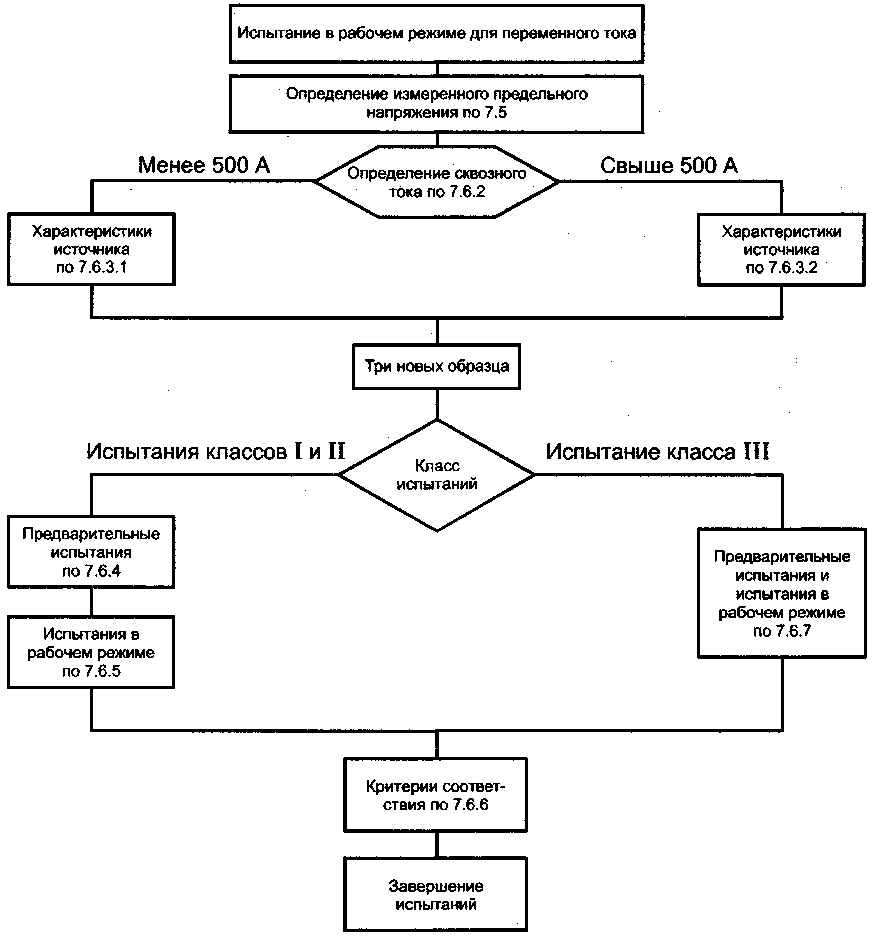 Испытание в рабочем режиме для переменного тока
Определение измеренного предельного
напряжения по 7.5
Менее 500 А
Определение сквозного
тока по 7.6.2
Свыше 500 А
Характеристики
источника
по 7.6.3.1
Характеристики
источника
по 7.6.3.2
Три новых образца
Испытания классов I и II
Класс
испытаний
Испытание класса III
Предварительные
испытания
по 7.6.4
Испытания в
рабочем режиме
по 7.6.5
Предварительные
испытания и
испытания в
рабочем режиме
по 7.6.7
Критерии соответ-
ствия по 7.6.6
Завершение
испытаний